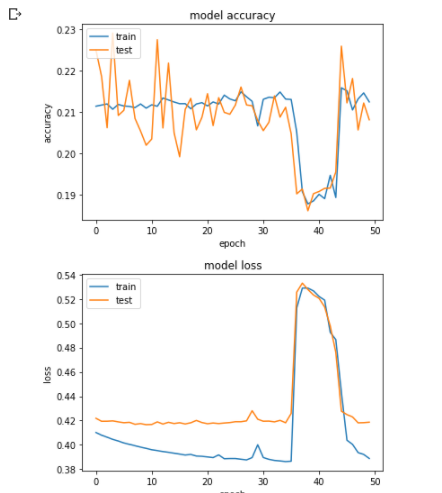 model accuracy
0.23
0.22
0.21
0.20
0.19
accuracy
train
test
0 10 20 30 40 50
epoch
model loss
0.54
0.52
0.50
0.48
0.46
0.44
0.42
0.40
0.38
loss
train
test
0 10 20 30 40 50
epoch